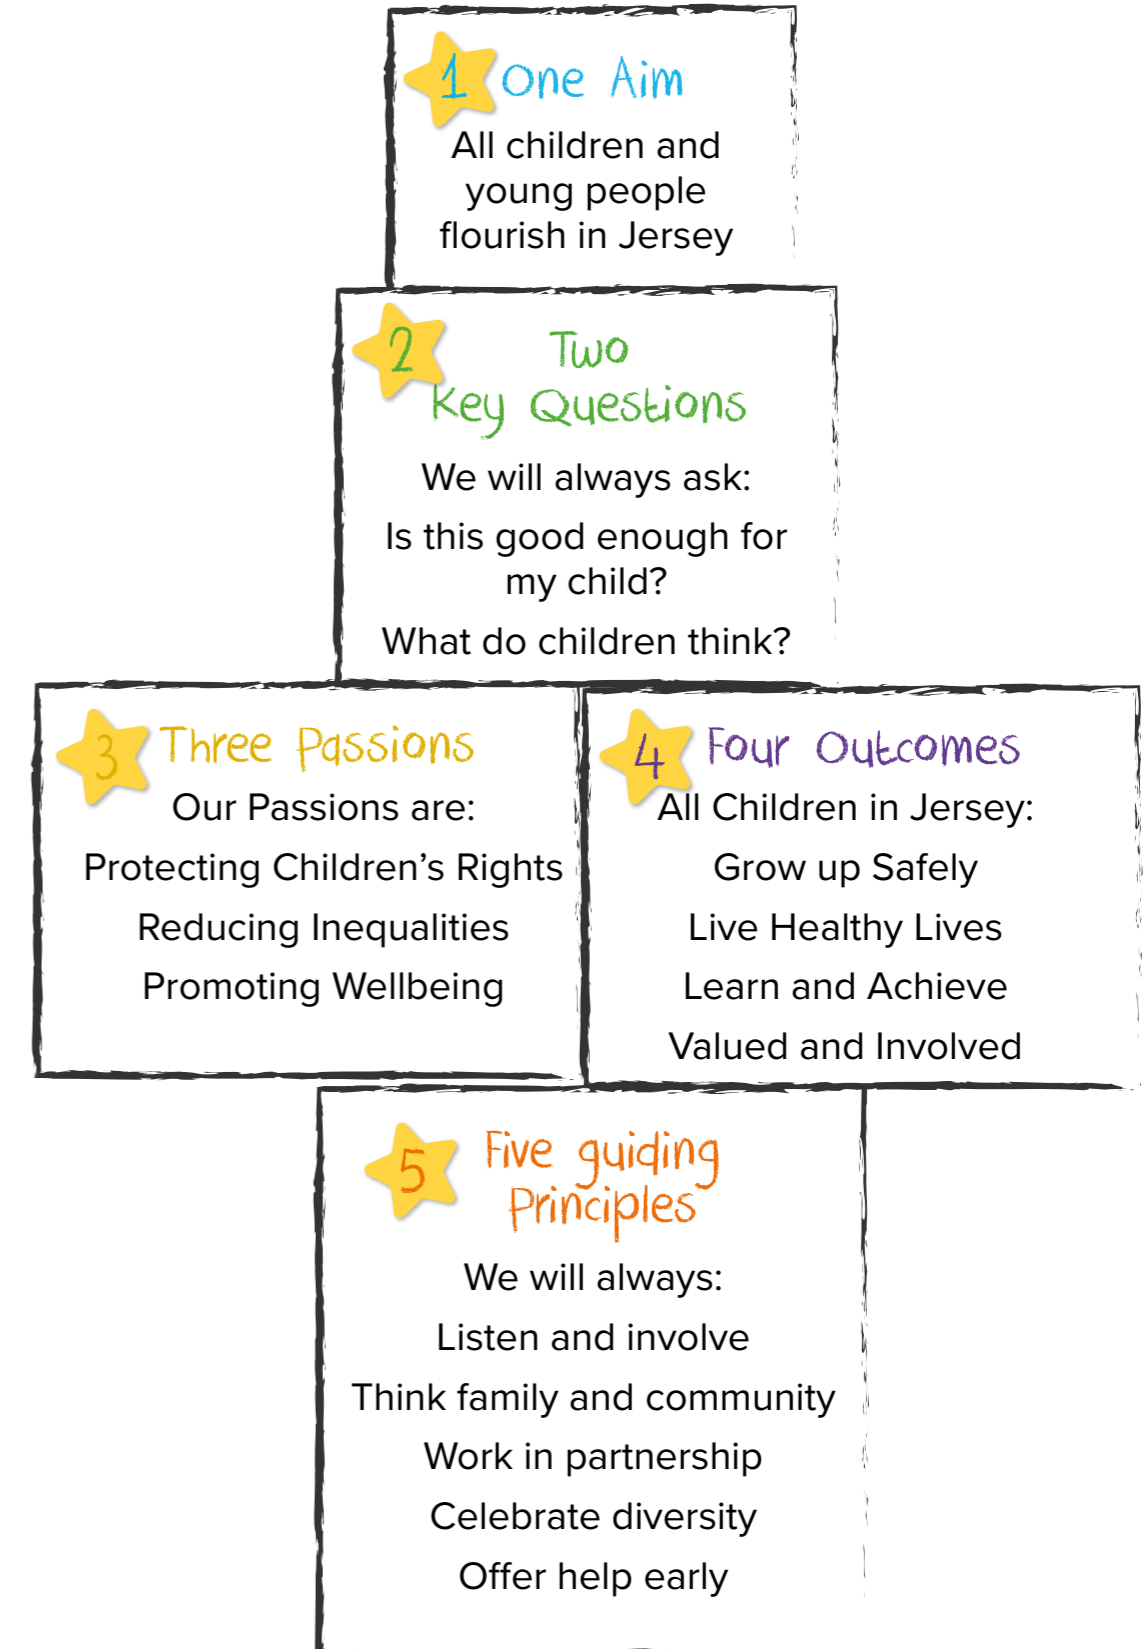 1 One Aim
All children and
young people
flourish in Jersey
2 Two
Key Questions
We will always ask:
Is this good enough for
my child?
What do children think?
3 Three Passions
Our Passions are:
Protecting Children’s Rights
Reducing Inequalities
Promoting Wellbeing
4 Four Outcomes
All Children in Jersey:
Grow up Safely
Live Healthy Lives
Learn and Achieve
Valued and Involved
5 Five guiding
Principles
We will always:
Listen and involve
Think family and community
Work in partnership
Celebrate diversity
Offer help early